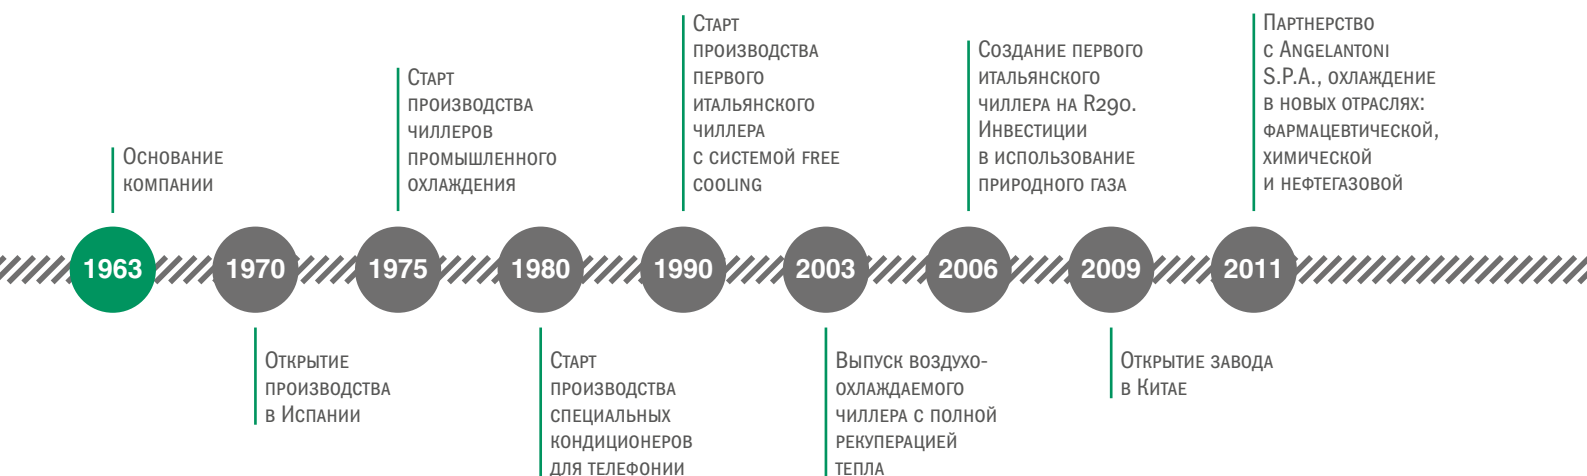 Основание
компании
1963
Открытие
производства
в Испании
1970
Старт
производства
чиллеров
промышленного
охлаждения
1975
Старт
производства
специальных
кондиционеров
для телефонии
1980
Старт
производства
первого
итальянского
чиллера
с системой free
cooling
1990
Выпуск воздухо-
охлаждаемого
чиллера с полной
рекуперацией
тепла
2003
Создание первого
итальянского
чиллера на R290.
Инвестиции
в использование
природного газа
2006
Открытие завода
в Китае
2009
Партнерство
с Angelantoni
S.P.A., охлаждение
в новых отраслях:
фармацевтической,
химической
и нефтегазовой
2011